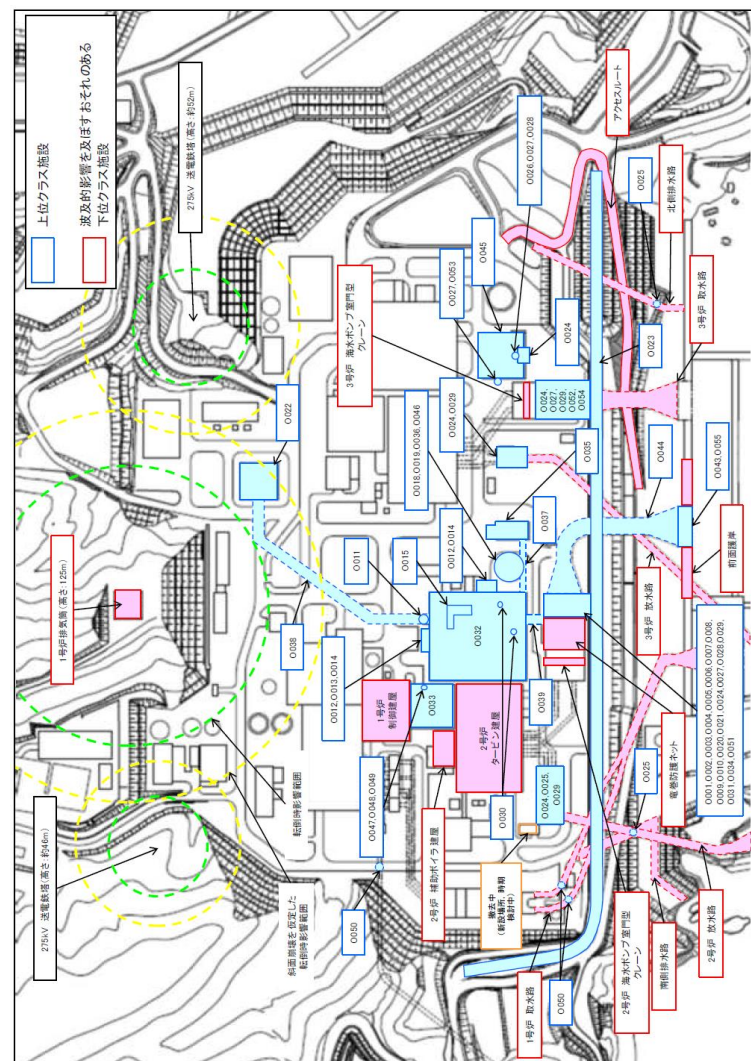 上位クラス施設
波及的影響を及ぼすおそれのある
下位クラス施設
275kV 送電鉄塔(高さ:約52m)
1号炉排気筒(高さ:125m)
275kV 送電鉄塔(高さ:約46m)
転倒時影響範囲
斜面崩壊を仮定した
転倒時影響範囲
O022
O038
O011
O015
O012,O013,O014
O032
O033
1号炉
制御建屋
2号炉
タービン建屋
O047,O048,O049
O050
2号炉 補助ボイラ建屋
撤去中
(新設場所、時期
検討中)
O024,O025,
O029
O030
O039
1号炉 取水路
O050
2号炉 海水ポンプ室門型
クレーン
南側排水路
2号炉 放水路
O025
竜巻防護ネット
O001,O002,O003,O004,O005,O006,O007,O008,
O009,O010,O020,O021,O024,O027,O028,O029,
O031,O034,O051
O012,O014
O018,O019,O036,O046
O035
O037
O024,O029
3号炉 海水ポンプ室門型
クレーン
O027,O053
O045
O026,O027,O028
O024
O024,
O027,
O029,
O052,
O054
O023
O044
O043,O055
前面護岸
3号炉 放水路
3号炉 取水路
北側排水路
O025
アクセスルート